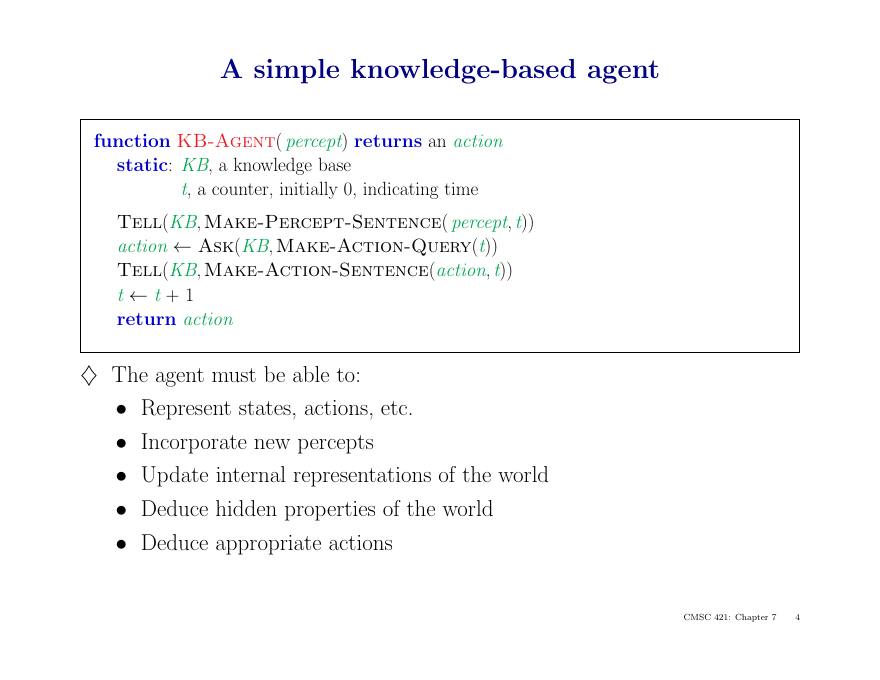 A simple knowledge-based agent
function KB-Agent( percept) returns an action
static: KB, a knowledge base
t, a counter, initially 0, indicating time
Tell(KB, Make-Percept-Sentence( percept, t))
action ← Ask(KB, Make-Action-Query(t))
Tell(KB, Make-Action-Sentence(action, t))
t ← t + 1
return action
♢ The agent must be able to:
• Represent states, actions, etc.
• Incorporate new percepts
• Update internal representations of the world
• Deduce hidden properties of the world
• Deduce appropriate actions
CMSC 421: Chapter 7 4